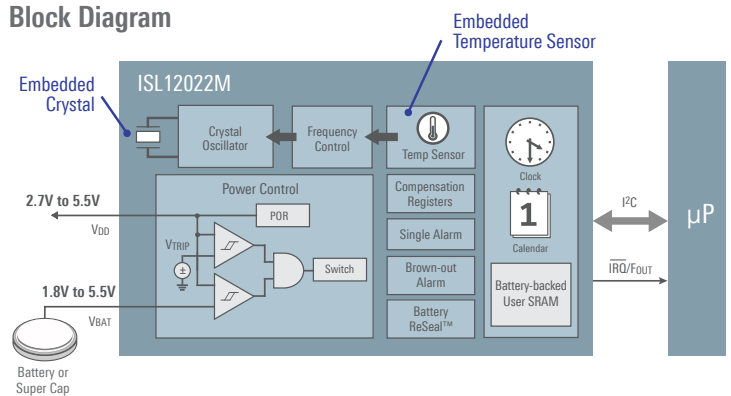 Block Diagram
Embedded
Temperature Sensor
Embedded
Crystal
ISL12022M
Crystal
Oscillator
Frequency
Control
Temp Sensor
Clock
1
Calendar
Battery-backed
User SRAM
Compensation
Registers
Single Alarm
Brown-out
Alarm
Battery
ReSeal™
Power Control
POR
VTRIP
±
Switch
2.7V to 5.5V
VDD
1.8V to 5.5V
VBAT
Battery or
Super Cap
I²C
I̅R̅Q̅/FOUT
µP